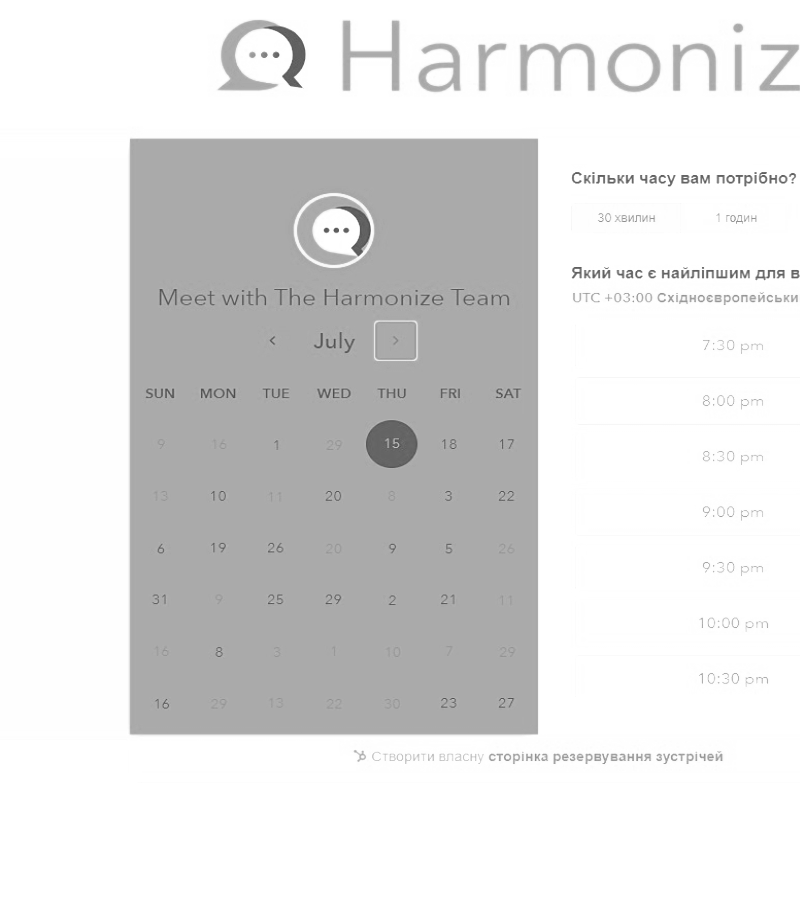 Harmoniz
Meet with The Harmonize Team
July
SUN MON TUE WED THU FRI SAT
9 16 1 29 15 18 17
13 10 11 20 8 3 22
6 19 26 20 9 5 26
31 9 25 29 2 21 11
16 8 3 1 10 7 29
16 29 13 22 30 23 27
Скільки часу вам потрібно?
30 хвилин 1 годин
Який час є найліпшим для в
UTC +03:00 Східноєвропейськи
7:30 pm
8:00 pm
8:30 pm
9:00 pm
9:30 pm
10:00 pm
10:30 pm
Створити власну сторінка резервування зустрічей